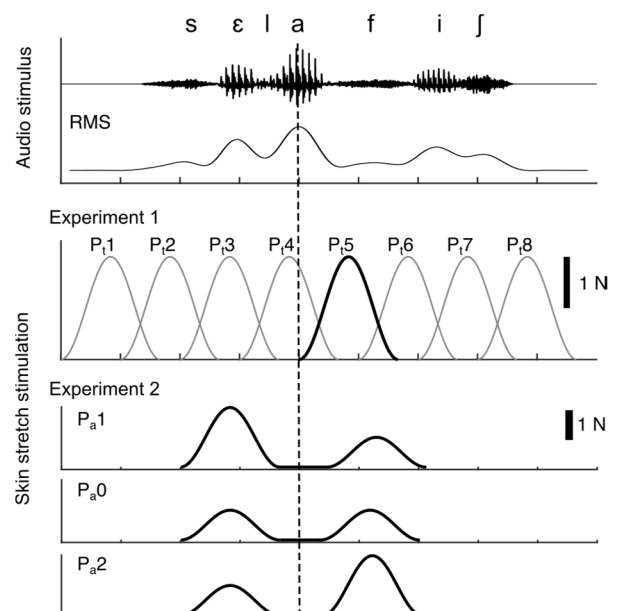 s ɛ l a f i ʃ
Audio stimulus
RMS
Experiment 1
Pt1 Pt2 Pt3 Pt4 Pt5 Pt6 Pt7 Pt8
1 N
Skin stretch stimulation
Experiment 2
Pa1
1 N
Pa0
Pa2